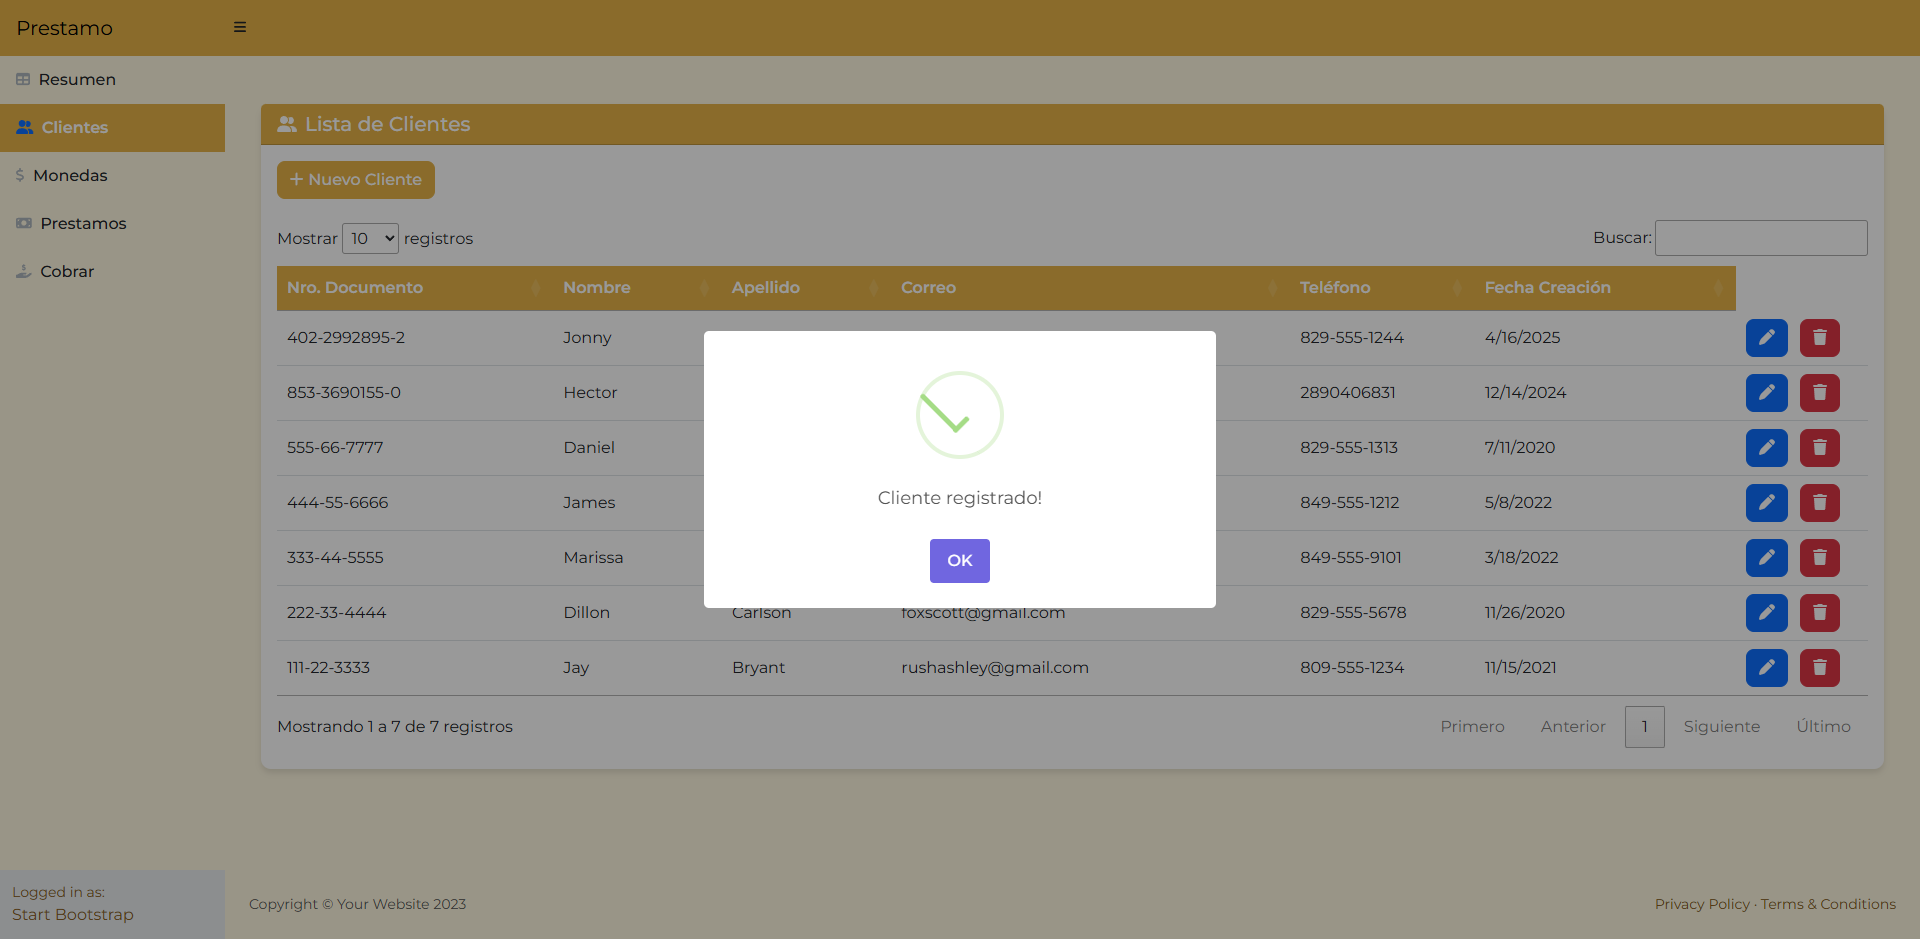 Prestamo
Resumen
Clientes
Monedas
Prestamos
Cobrar
Lista de Clientes
+ Nuevo Cliente
Mostrar 10 registros
Buscar:
Nro. Documento Nombre Apellido Correo Teléfono Fecha Creación
402-2992895-2 Jonny 829-555-1244 4/16/2025
853-3690155-0 Hector 2890406831 12/14/2024
555-66-7777 Daniel 829-555-1313 7/11/2020
444-55-6666 James 849-555-1212 5/8/2022
333-44-5555 Marissa 849-555-9101 3/18/2022
222-33-4444 Dillon Carlson foxscott@gmail.com 829-555-5678 11/26/2020
111-22-3333 Jay Bryant rushashley@gmail.com 809-555-1234 11/15/2021
Mostrando 1 a 7 de 7 registros
Primero Anterior 1 Siguiente Último
Cliente registrado!
OK
Logged in as:
Start Bootstrap
Copyright © Your Website 2023
Privacy Policy · Terms & Conditions